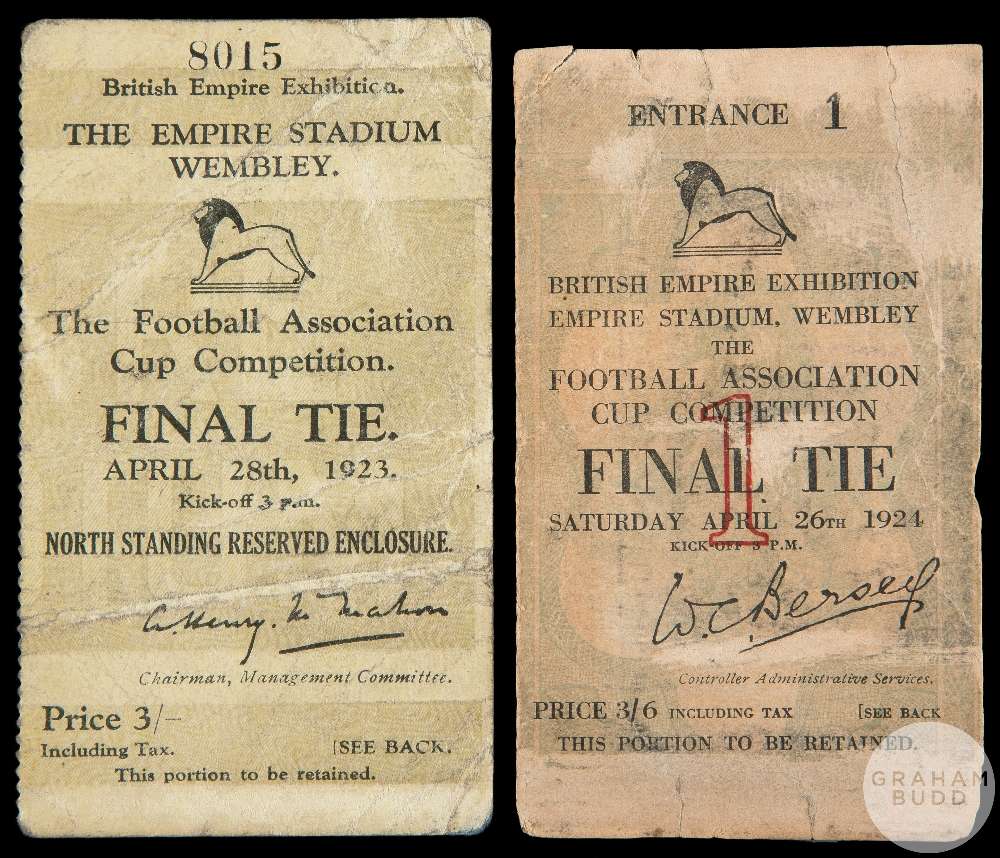 8015
British Empire Exhibition.
THE EMPIRE STADIUM
WEMBLEY.
The Football Association
Cup Competition.
FINAL TIE.
APRIL 28th, 1923.
Kick-off 3 p.m.
NORTH STANDING RESERVED ENCLOSURE.
A. Henry McMahon
Chairman, Management Committee.
Price 3/-
Including Tax. [SEE BACK.
This portion to be retained.
ENTRANCE 1
BRITISH EMPIRE EXHIBITION
EMPIRE STADIUM, WEMBLEY
THE
FOOTBALL ASSOCIATION
CUP COMPETITION
1
FINAL TIE
SATURDAY APRIL 26TH 1924
KICK-OFF 3 P.M.
W.C. Bersey
Controller Administrative Services.
PRICE 3/6 INCLUDING TAX [SEE BACK
THIS PORTION TO BE RETAINED.
GRAHAM
BUDD